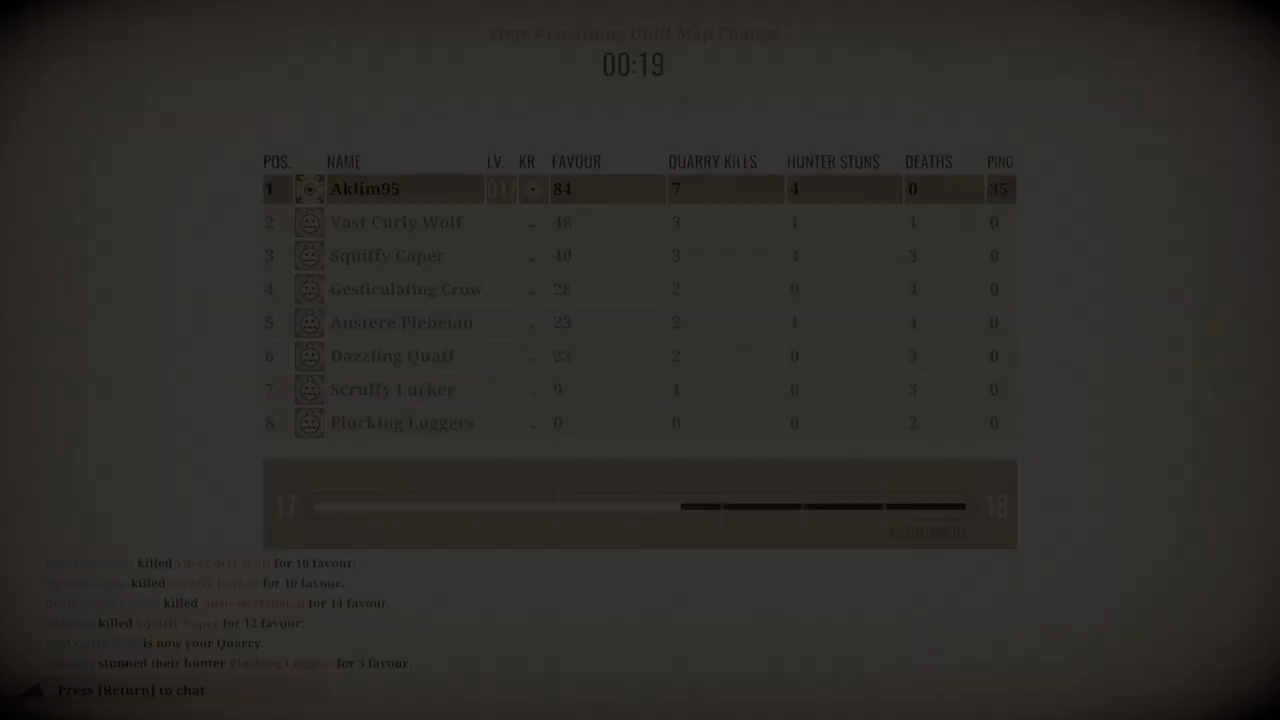 Time Remaining Until Map Change
00:19
POS. NAME LV. KR FAVOUR QUARRY KILLS HUNTER STUNS DEATHS PING
1 Aklim95 84 7 4 0 35
2 Vast Curly Wolf - 48 3 1 1 0
3 Squiffy Caper - 40 3 1 3 0
4 Gesticulating Crow - 28 2 0 4 0
5 Austere Plebeian - 23 2 1 4 0
6 Dazzling Quaff - 23 2 0 3 0
7 Scruffy Lurker - 9 1 0 3 0
8 Plucking Luggers - 0 0 0 2 0
17 18
killed Vast Curly Wolf for 10 favour.
killed Scruffy Lurker for 10 favour.
killed Austere Plebeian for 14 favour.
killed Squiffy Caper for 12 favour.
Vast Curly Wolf is now your Quarry.
stunned their hunter Plucking Luggers for 3 favour.
Press [Return] to chat